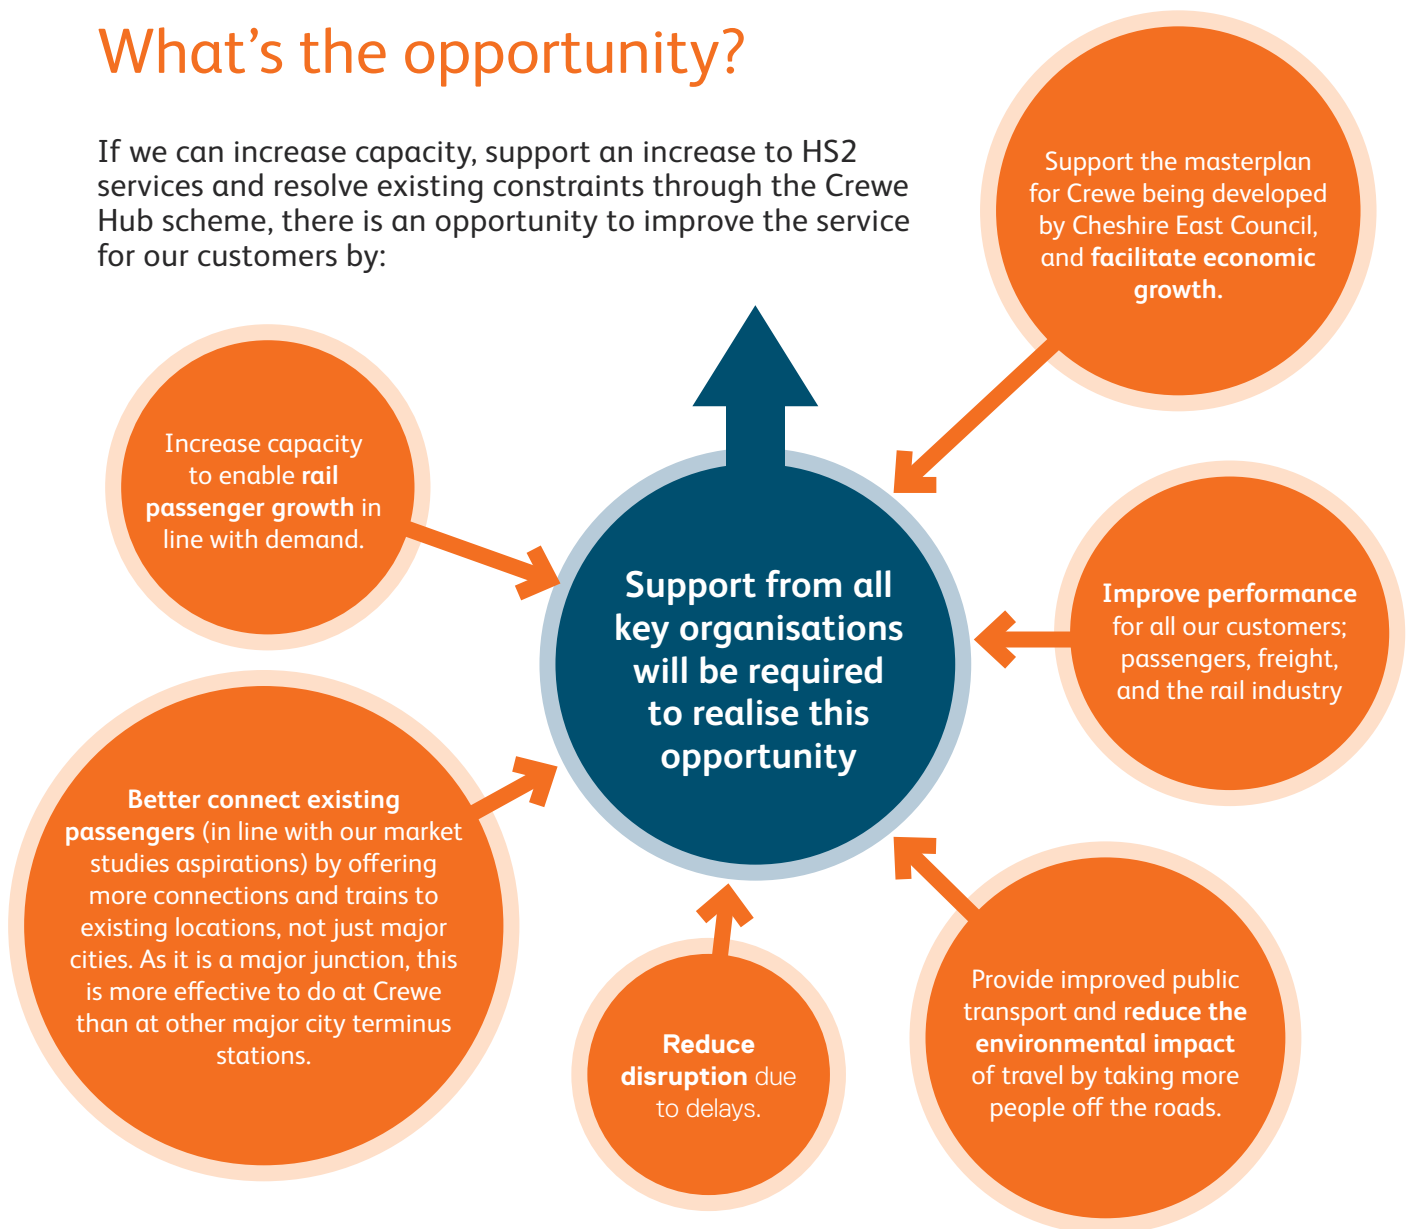 What's the opportunity?
If we can increase capacity, support an increase to HS2
services and resolve existing constraints through the Crewe
Hub scheme, there is an opportunity to improve the service
for our customers by:
Support the masterplan
for Crewe being developed
by Cheshire East Council,
and facilitate economic
growth.
Increase capacity
to enable rail
passenger growth in
line with demand.
Support from all
key organisations
will be required
to realise this
opportunity
Improve performance
for all our customers;
passengers, freight,
and the rail industry
Better connect existing
passengers (in line with our market
studies aspirations) by offering
more connections and trains to
existing locations, not just major
cities. As it is a major junction, this
is more effective to do at Crewe
than at other major city terminus
stations.
Reduce
disruption due
to delays.
Provide improved public
transport and reduce the
environmental impact
of travel by taking more
people off the roads.